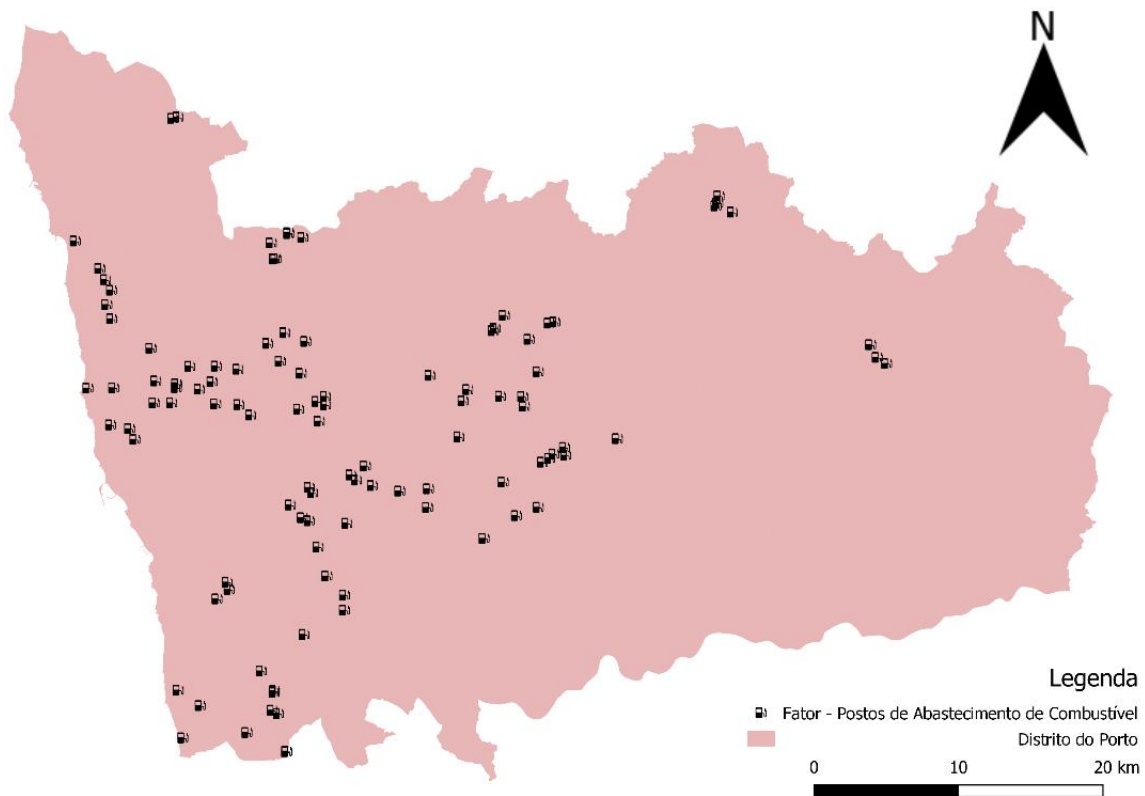 N
Legenda
Fator - Postos de Abastecimento de Combustível
Distrito do Porto
0 10 20 km